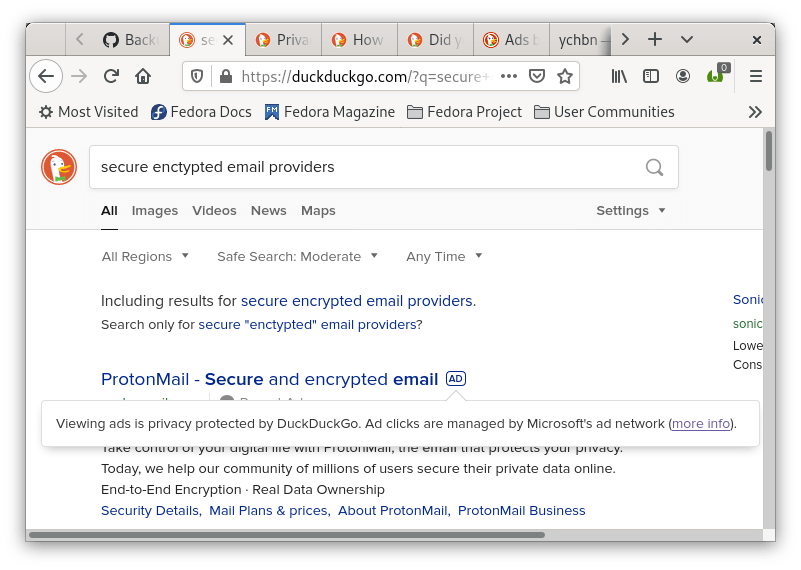 Back
se
Priva
How
Did y
Ads b
ychbn —
https://duckduckgo.com/?q=secure+
0
Most Visited Fedora Docs Fedora Magazine Fedora Project User Communities
secure enctypted email providers
All Images Videos News Maps Settings
All Regions Safe Search: Moderate Any Time
Including results for secure encrypted email providers.
Search only for secure "enctypted" email providers?
Sonic
sonic
Lowe
Cons
ProtonMail - Secure and encrypted email AD
Viewing ads is privacy protected by DuckDuckGo. Ad clicks are managed by Microsoft's ad network (more info).
Take control of your digital life with ProtonMail, the email that protects your privacy.
Today, we help our community of millions of users secure their private data online.
End-to-End Encryption · Real Data Ownership
Security Details, Mail Plans & prices, About ProtonMail, ProtonMail Business